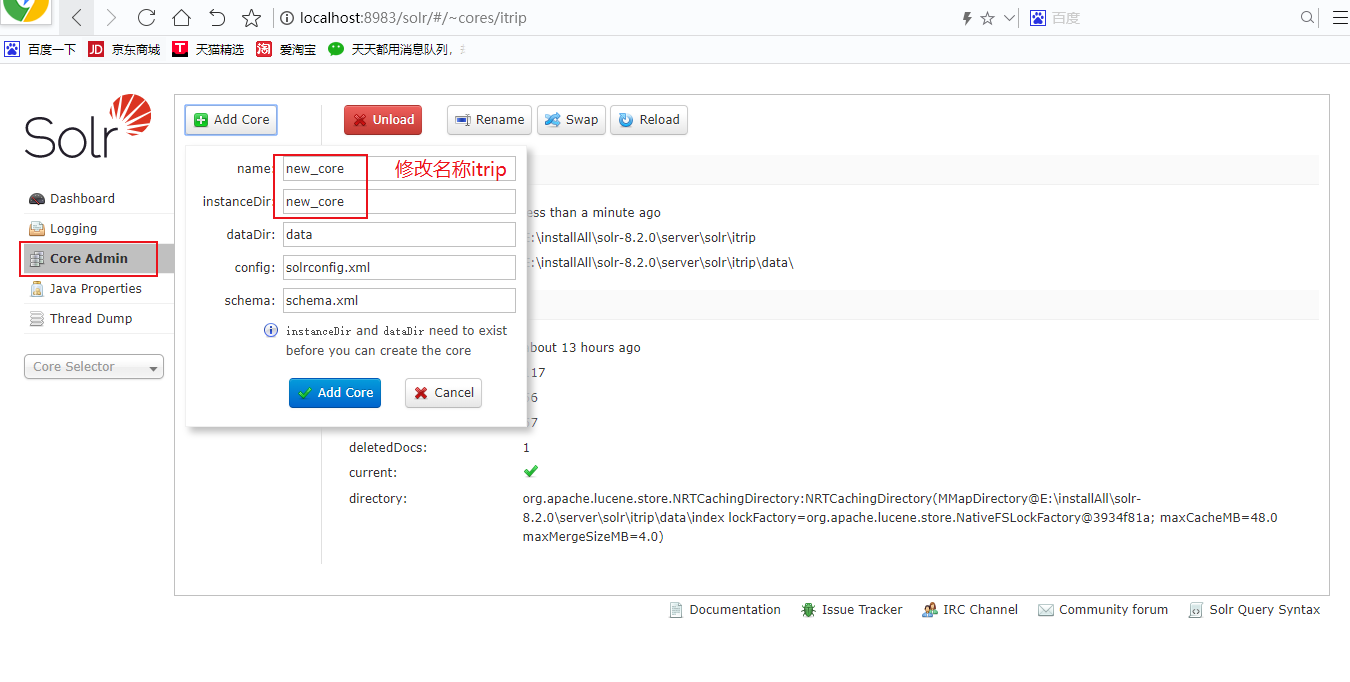 localhost:8983/solr/#/~cores/itrip
百度
百度一下 京东商城 天猫精选 爱淘宝 天天都用消息队列，
Solr
Dashboard
Logging
Core Admin
Java Properties
Thread Dump
Core Selector
Add Core Unload Rename Swap Reload
name: new_core 修改名称itrip
instanceDir: new_core
dataDir: data
config: solrconfig.xml
schema: schema.xml
instanceDir and dataDir need to exist
before you can create the core
Add Core Cancel
ess than a minute ago
:\installAll\solr-8.2.0\server\solr\itrip
:\installAll\solr-8.2.0\server\solr\itrip\data\
bout 13 hours ago
17
6
7
deletedDocs: 1
current:
directory: org.apache.lucene.store.NRTCachingDirectory:NRTCachingDirectory(MMapDirectory@E:\installAll\solr-
8.2.0\server\solr\itrip\data\index lockFactory=org.apache.lucene.store.NativeFSLockFactory@3934f81a; maxCacheMB=48.0
maxMergeSizeMB=4.0)
Documentation Issue Tracker IRC Channel Community forum Solr Query Syntax